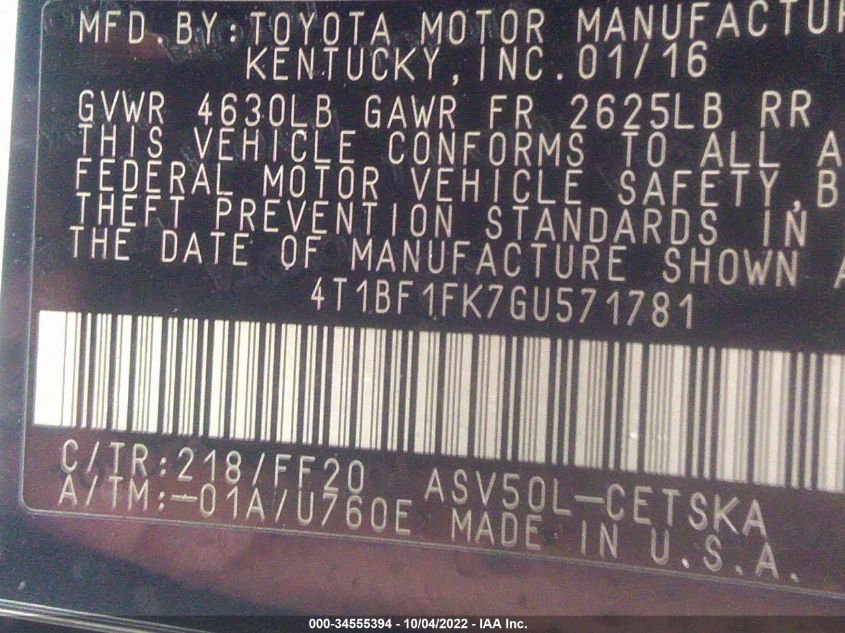 MFD.BY:TOYOTA MOTOR MANUFACTUR
KENTUCKY,INC.01/16
GVWR 4630LB GAWR FR 2625LB RR
THIS VEHICLE CONFORMS TO ALL A
FEDERAL MOTOR VEHICLE SAFETY,B
THEFT PREVENTION STANDARDS IN
THE DATE OF MANUFACTURE SHOWN A
4T1BF1FK7GU571781
C/TR:218/FF20 ASV50L-CETSKA
A/TM:-01A/U760E MADE IN U.S.A.
000-34555394 - 10/04/2022 - IAA Inc.